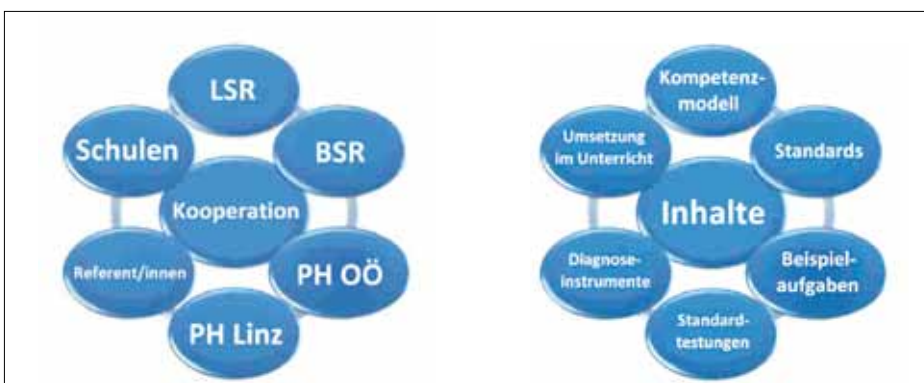 LSR
Schulen
BSR
Kooperation
Referent/innen
PH OÖ
PH Linz
Kompetenz-
modell
Umsetzung
im Unterricht
Standards
Inhalte
Diagnose-
instrumente
Beispiel-
aufgaben
Standard-
testungen